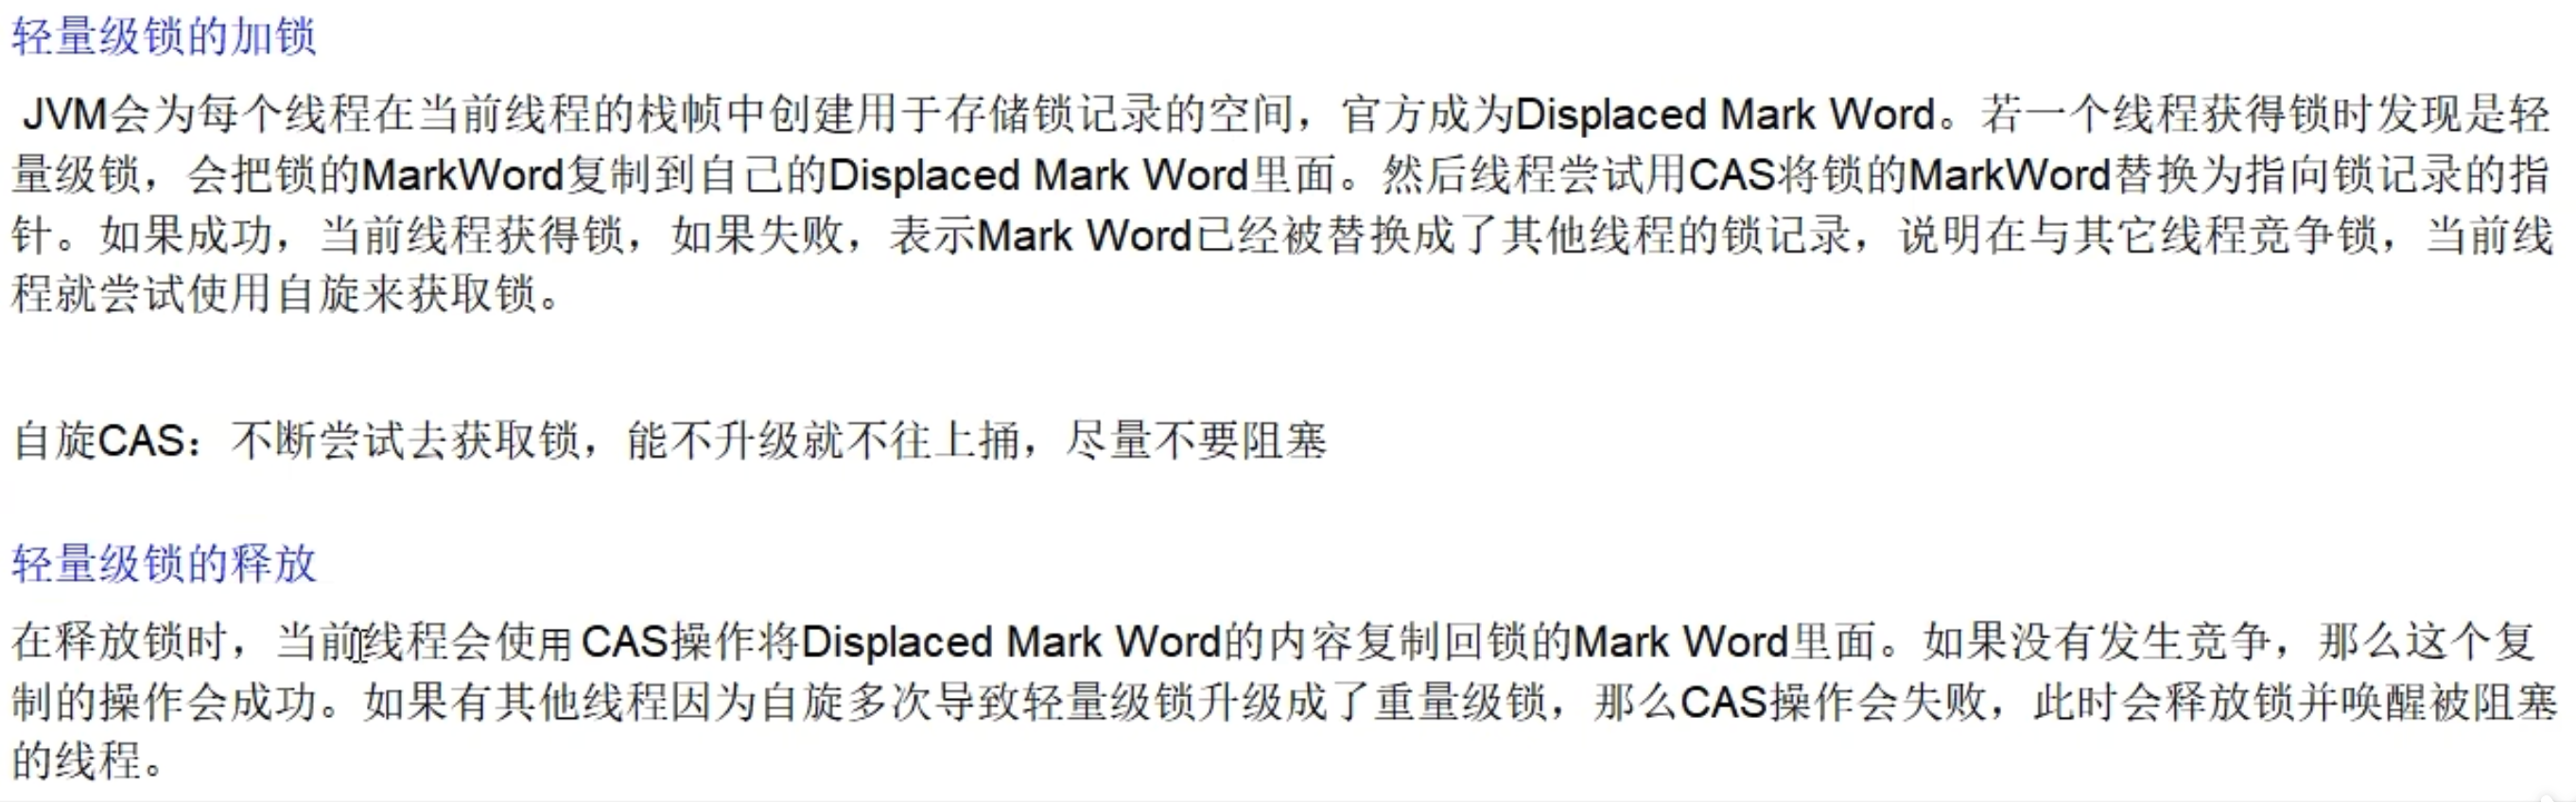 轻量级锁的加锁
JVM会为每个线程在当前线程的栈帧中创建用于存储锁记录的空间，官方成为Displaced Mark Word。若一个线程获得锁时发现是轻
量级锁，会把锁的MarkWord复制到自己的Displaced Mark Word里面。然后线程尝试用CAS将锁的MarkWord替换为指向锁记录的指
针。如果成功，当前线程获得锁，如果失败，表示Mark Word已经被替换成了其他线程的锁记录，说明在与其它线程竞争锁，当前线
程就尝试使用自旋来获取锁。
自旋CAS：不断尝试去获取锁，能不升级就不往上捅，尽量不要阻塞
轻量级锁的释放
在释放锁时，当前线程会使用 CAS操作将Displaced Mark Word的内容复制回锁的Mark Word里面。如果没有发生竞争，那么这个复
制的操作会成功。如果有其他线程因为自旋多次导致轻量级锁升级成了重量级锁，那么CAS操作会失败，此时会释放锁并唤醒被阻塞
的线程。